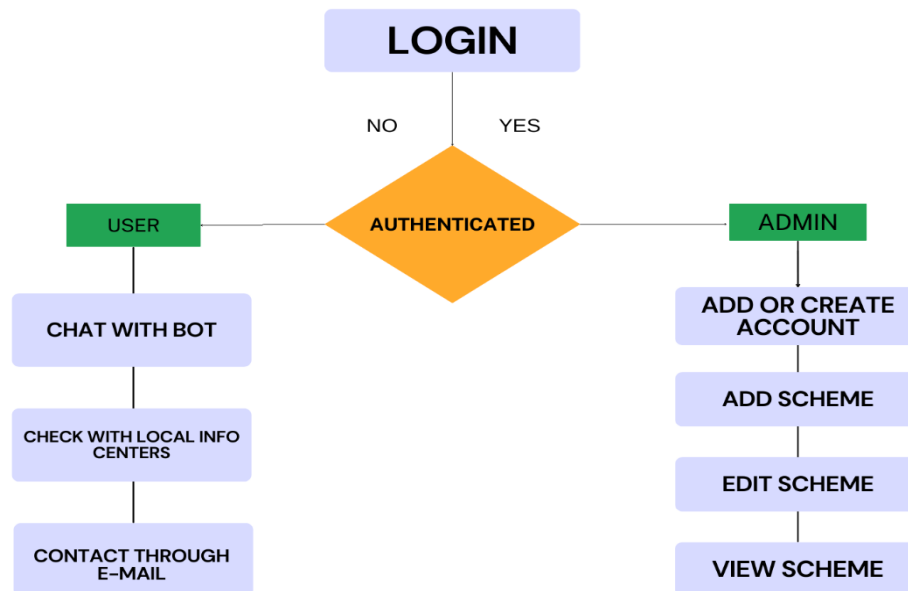 LOGIN
NO
YES
AUTHENTICATED
USER
ADMIN
CHAT WITH BOT
CHECK WITH LOCAL INFO
CENTERS
CONTACT THROUGH
E-MAIL
ADD OR CREATE
ACCOUNT
ADD SCHEME
EDIT SCHEME
VIEW SCHEME